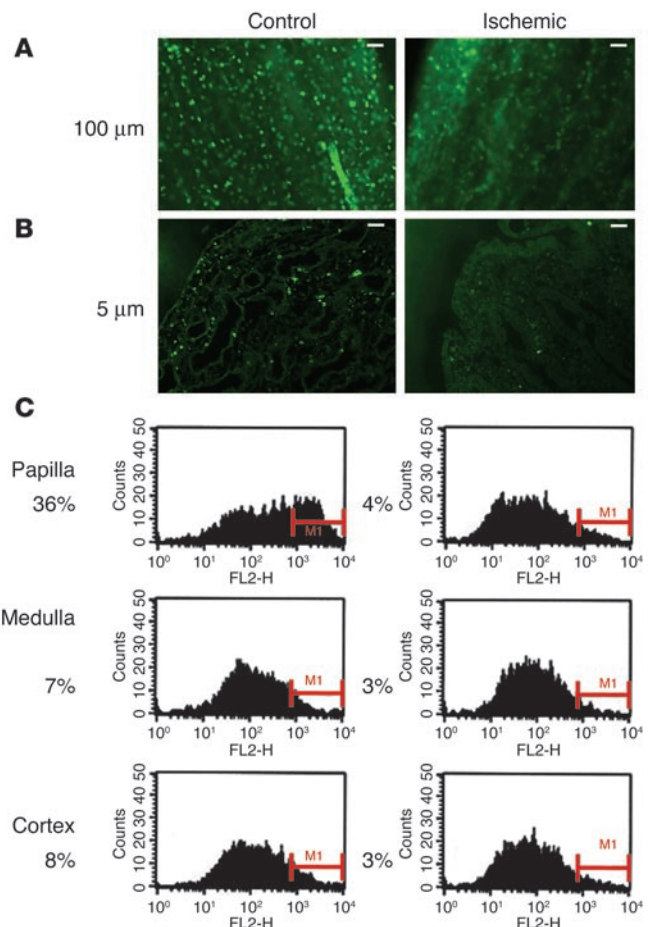 Control Ischemic
A
100 μm
B
5 μm
C
Papilla
36%
Counts
0 10 20 30 40 50
M1
10⁰ 10¹ 10² 10³ 10⁴
FL2-H
4%
Counts
0 10 20 30 40 50
M1
10⁰ 10¹ 10² 10³ 10⁴
FL2-H
Medulla
7%
Counts
0 10 20 30 40 50
M1
10⁰ 10¹ 10² 10³ 10⁴
FL2-H
3%
Counts
0 10 20 30 40 50
M1
10⁰ 10¹ 10² 10³ 10⁴
FL2-H
Cortex
8%
Counts
0 10 20 30 40 50
M1
10⁰ 10¹ 10² 10³ 10⁴
FL2-H
3%
Counts
0 10 20 30 40 50
M1
10⁰ 10¹ 10² 10³ 10⁴
FL2-H